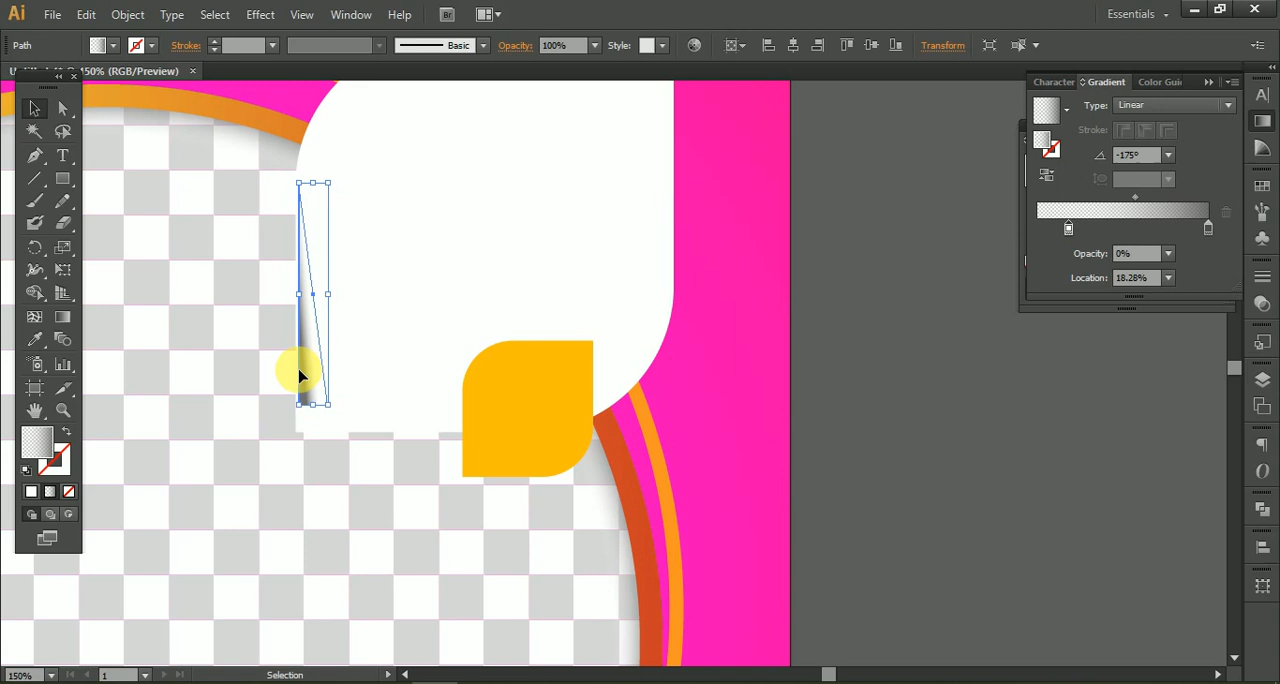 Ai File Edit Object Type Select Effect View Window Help Br Essentials
Path Stroke: Basic Opacity: 100% Style: Transform
150% (RGB/Preview) ×
Character Gradient Color Gui
Type: Linear
Stroke:
-175°
Opacity: 0%
Location: 18.28%
150% 1 Selection